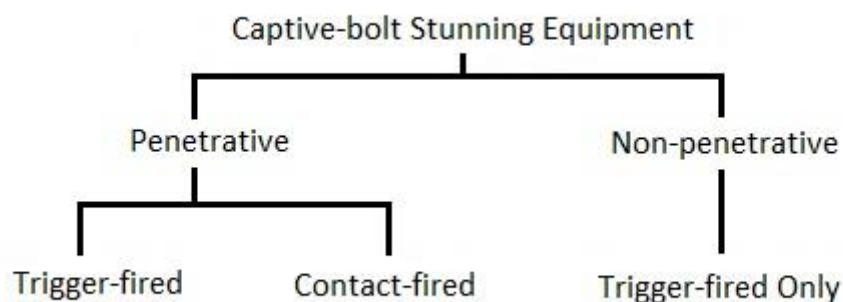 Captive-bolt Stunning Equipment
Penetrative
Non-penetrative
Trigger-fired
Contact-fired
Trigger-fired Only